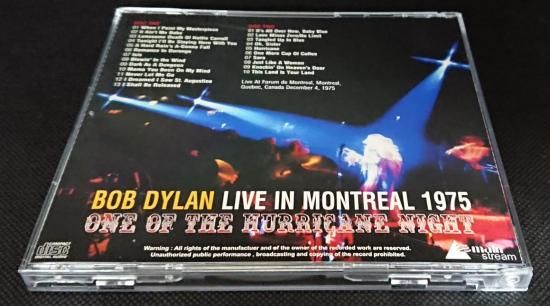 DISC ONE
01 When I Paint My Masterpiece
02 It Ain't Me Babe
03 Lonesome Death Of Hattie Carroll
04 Tonight I'll Be Staying Here With You
05 A Hard Rain's A-Gonna Fall
06 Romance In Durango
07 Isis
08 Blowin' In the Wind
09 Dark As A Dungeon
10 Mama You Been On My Mind
11 Never Let Me Go
12 I Dreamed I Saw St. Augustine
13 I Shall Be Released
DISC TWO
01 It's All Over Now, Baby Blue
02 Love Minus Zero/No Limit
03 Tangled Up In Blue
04 Oh, Sister
05 Hurricane
06 One More Cup Of Coffee
07 Sara
08 Just Like A Woman
09 Knockin' On Heaven's Door
10 This Land Is Your Land
Live At Forum de Montreal, Montreal,
Quebec, Canada December 4, 1975
BOB DYLAN LIVE IN MONTREAL 1975
ONE OF THE HURRICANE NIGHT
COMPACT
disc
Warning : All rights of the manufactuer and of the owner of the recorded work are reserved.
Unauthorized public performance , broadcasting and copying of the record prohibited.
main
stream